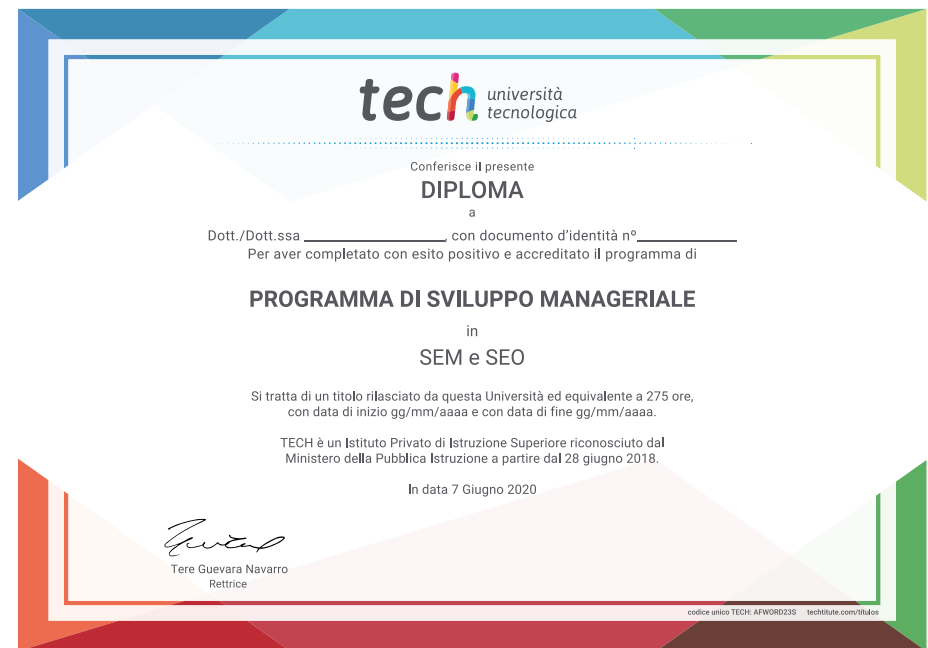 tech università
tecnologica
Conferisce il presente
DIPLOMA
a
Dott./Dott.ssa ____________, con documento d'identità nº____________
Per aver completato con esito positivo e accreditato il programma di
PROGRAMMA DI SVILUPPO MANAGERIALE
in
SEM e SEO
Si tratta di un titolo rilasciato da questa Università ed equivalente a 275 ore,
con data di inizio gg/mm/aaaa e con data di fine gg/mm/aaaa.
TECH è un Istituto Privato di Istruzione Superiore riconosciuto dal
Ministero della Pubblica Istruzione a partire dal 28 giugno 2018.
In data 7 Giugno 2020
Tere Guevara Navarro
Rettrice
codice unico TECH: AFWORD23S techtitute.com/titulos